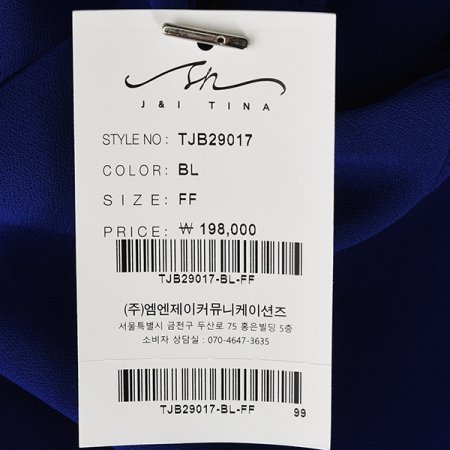 J & I TINA
STYLE NO : TJB29017
COLOR: BL
SIZE: FF
PRICE: ₩ 198,000
TJB29017-BL-FF
(주)엠엔제이커뮤니케이션즈
서울특별시 금천구 두산로 75 홍은빌딩 5층
소비자 상담실 : 070-4647-3635
TJB29017-BL-FF
99